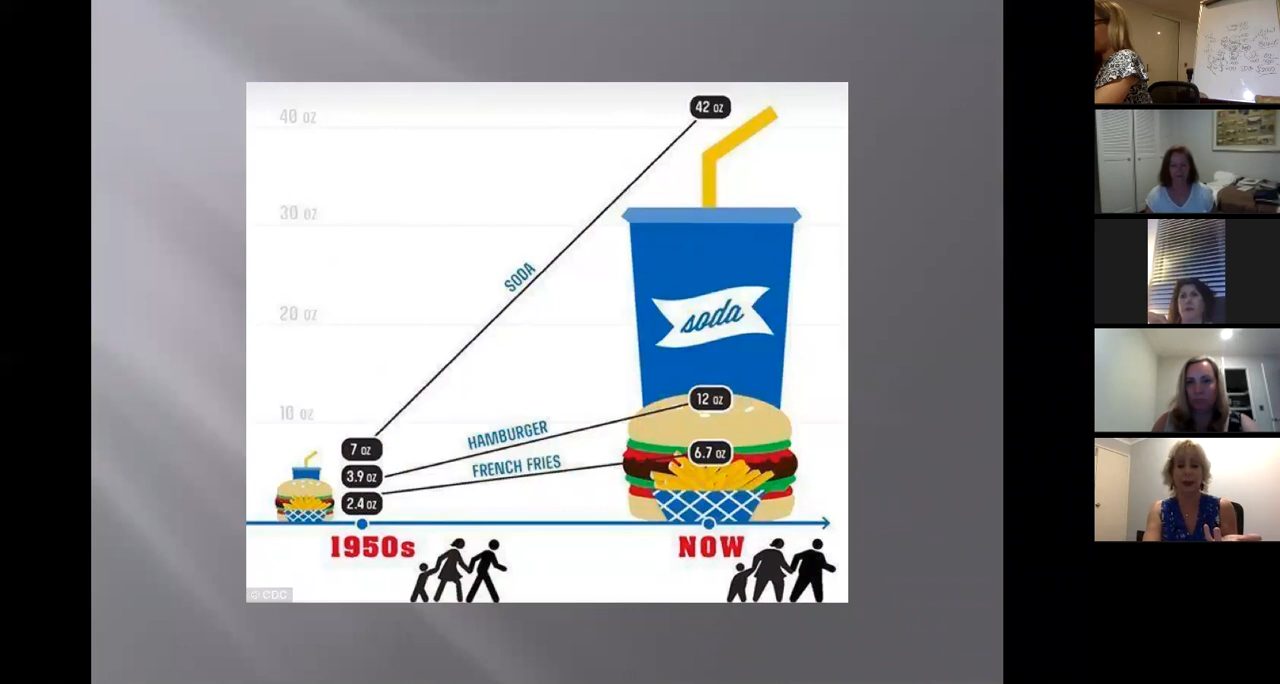 40 oz
42 oz
30 oz
SODA
20 oz
soda
10 oz
12 oz
HAMBURGER
7 oz
FRENCH FRIES
6.7 oz
3.9 oz
2.4 oz
1950s
NOW
© CDC